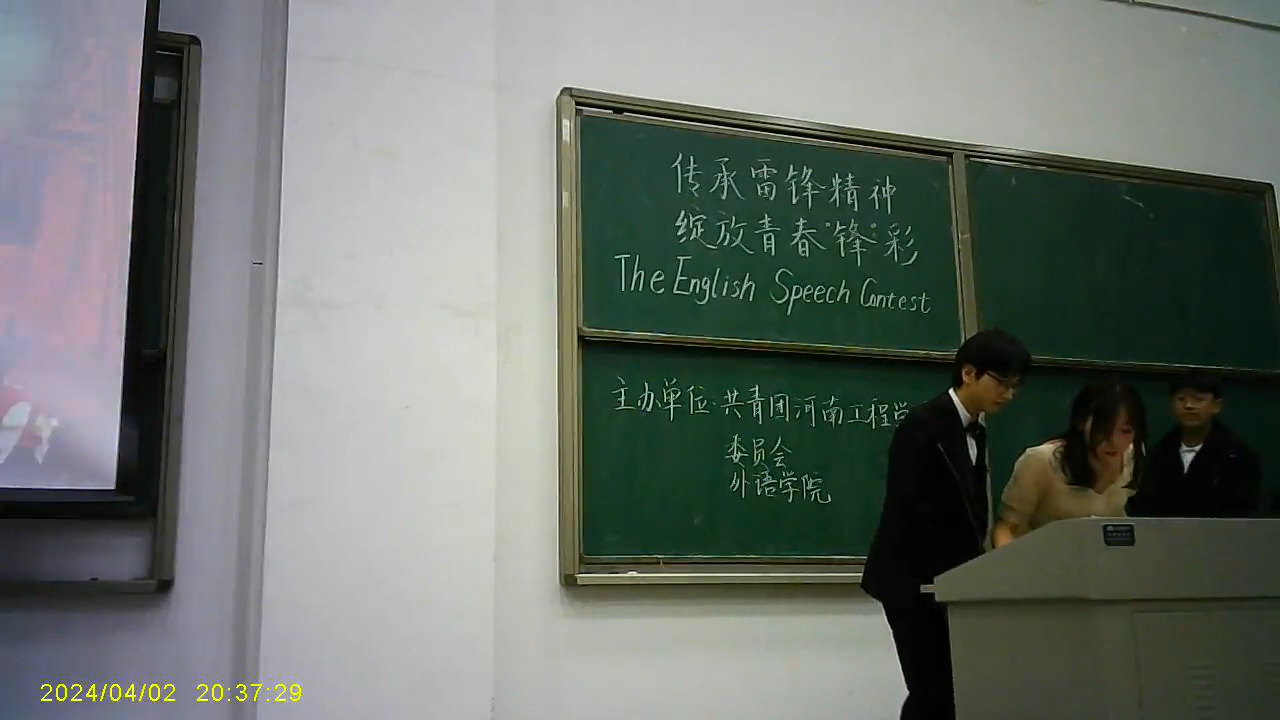 传承雷锋精神
绽放青春"锋"彩
The English Speech Contest
主办单位:共青团河南工程学
委员会
外语学院
2024/04/02 20:37:29